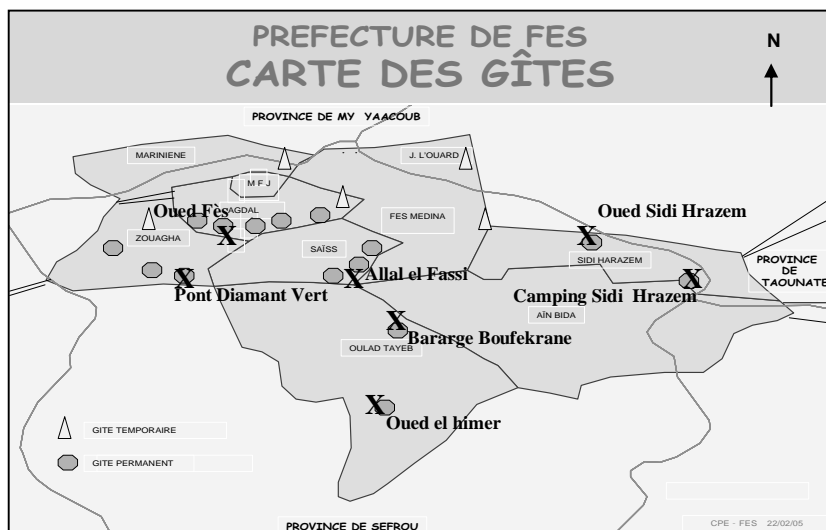 PREFECTURE DE FES
CARTE DES GÎTES
N
PROVINCE DE MY YAACOUB
MARINIENE
J. L'OUARD
M F J
Oued Fès
AGDAL
FES MEDINA
Oued Sidi Hrazem
ZOUAGHA
SAÏSS
SIDI HARAZEM
PROVINCE
DE
TAOUNATE
Pont Diamant Vert
X Allal el Fassi
Camping Sidi Hrazem
X
AÏN BIDA
X
X
X
X
Bararge Boufekrane
OULAD TAYEB
X
Oued el himer
GITE TEMPORAIRE
GITE PERMANENT
PROVINCE DE SEFROU
CPE - FES 22/02/05